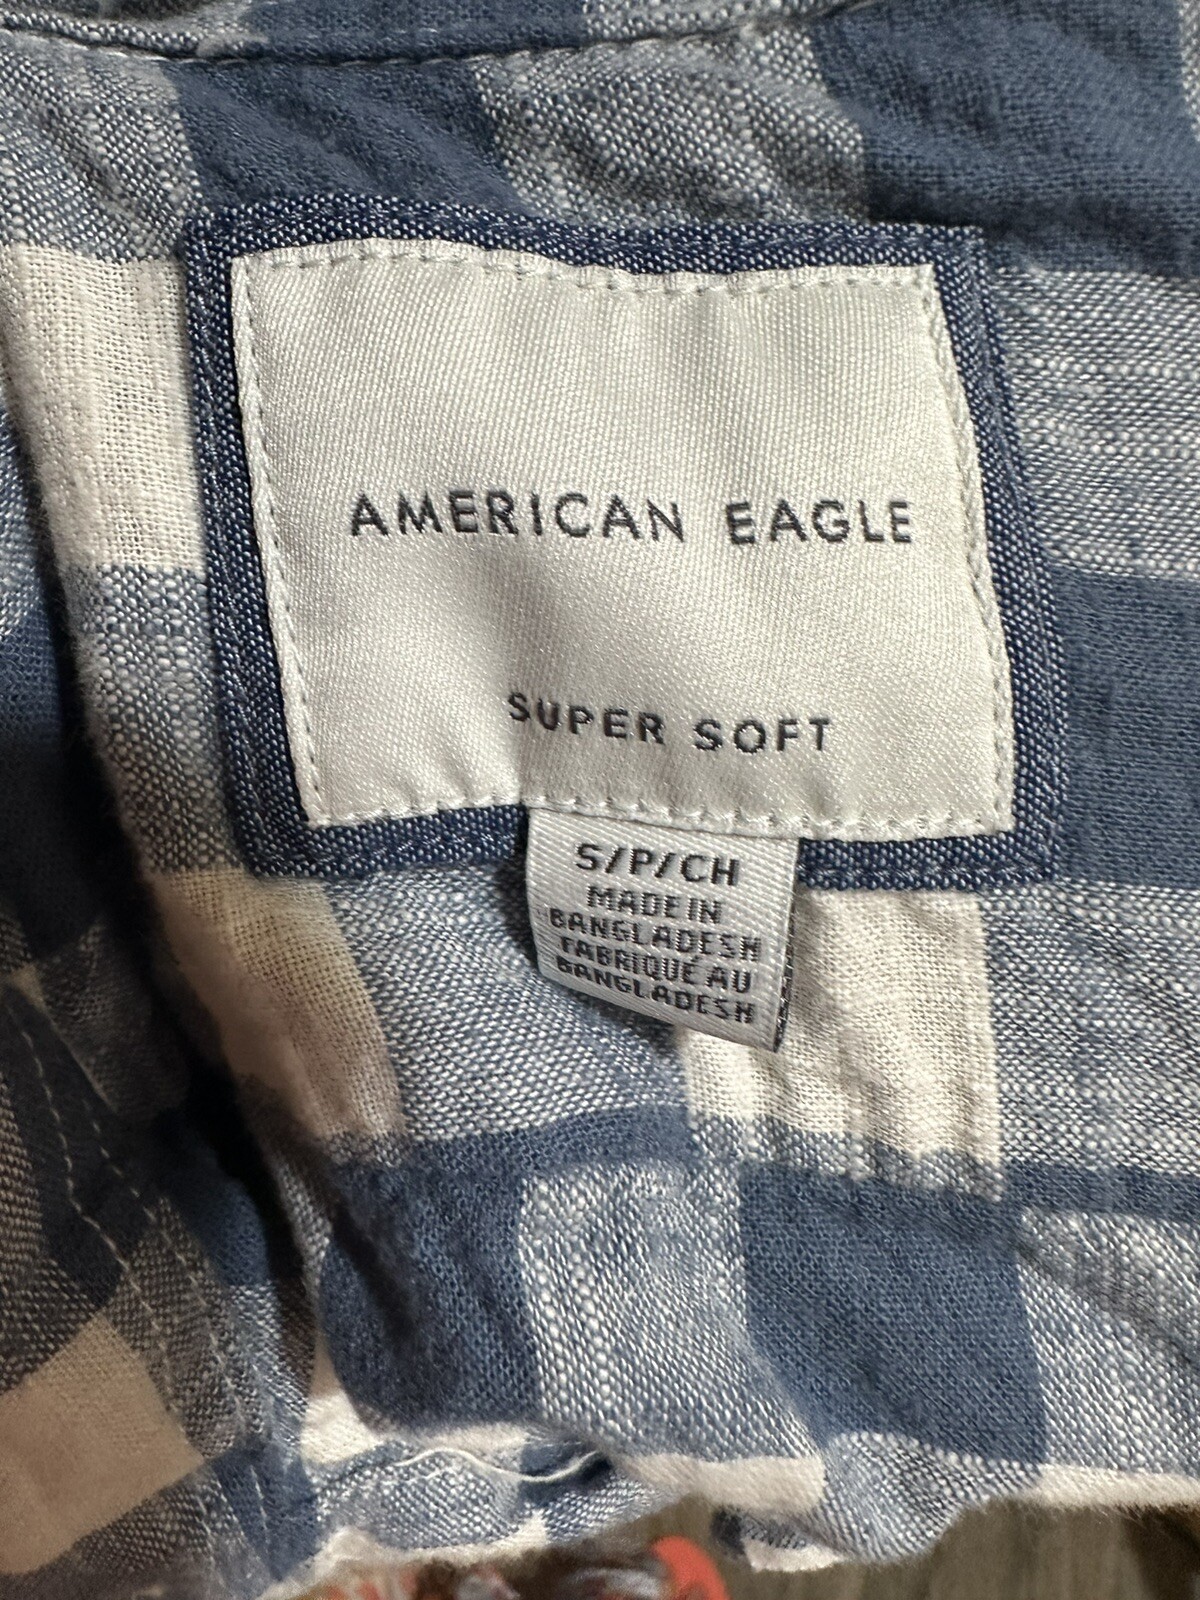 AMERICAN EAGLE
SUPER SOFT
S/P/CH
MADE IN
BANGLADESH
FABRIQUÉ AU
BANGLADESH